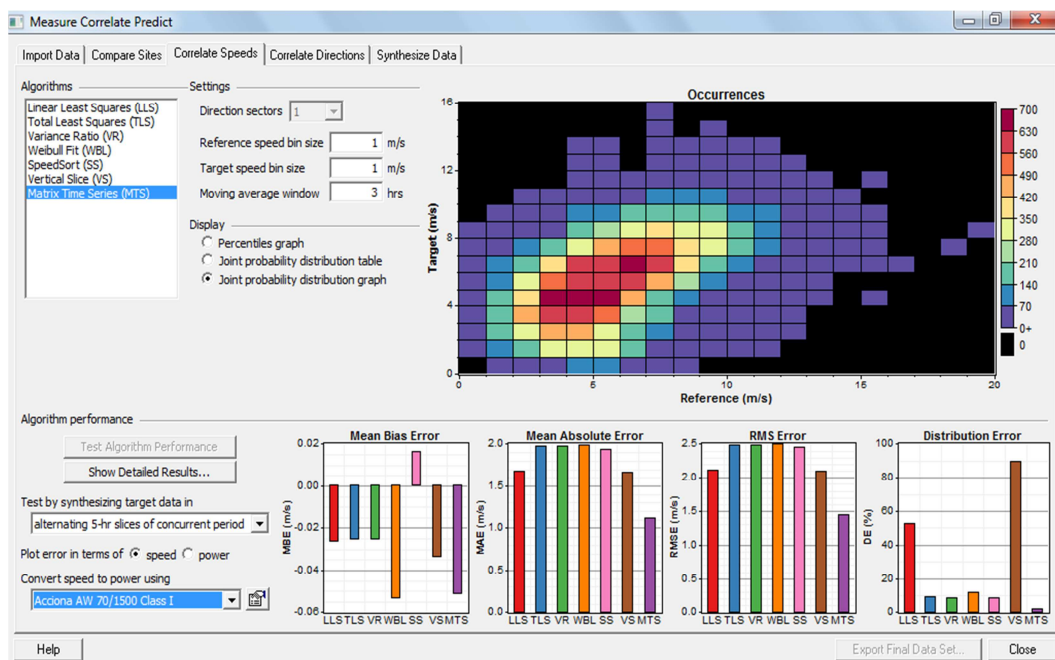 Measure Correlate Predict
Import Data Compare Sites Correlate Speeds Correlate Directions Synthesize Data
Algorithms
Linear Least Squares (LLS)
Total Least Squares (TLS)
Variance Ratio (VR)
Weibull Fit (WBL)
SpeedSort (SS)
Vertical Slice (VS)
Matrix Time Series (MTS)
Settings
Direction sectors 1
Reference speed bin size 1 m/s
Target speed bin size 1 m/s
Moving average window 3 hrs
Display
Percentiles graph
Joint probability distribution table
Joint probability distribution graph
Occurrences
Target (m/s)
16
12
8
4
0
0 5 10 15 20
Reference (m/s)
700
630
560
490
420
350
280
210
140
70
0+
0
Algorithm performance
Test Algorithm Performance
Show Detailed Results...
Test by synthesizing target data in
alternating 5-hr slices of concurrent period
Plot error in terms of speed power
Convert speed to power using
Acciona AW 70/1500 Class I
Mean Bias Error
MBE (m/s)
0.02
0.00
-0.02
-0.04
-0.06
LLS TLS VR WBL SS VS MTS
Mean Absolute Error
MAE (m/s)
2.0
1.5
1.0
0.5
0.0
LLS TLS VR WBL SS VS MTS
RMS Error
RMSE (m/s)
2.5
2.0
1.5
1.0
0.5
0.0
LLS TLS VR WBL SS VS MTS
Distribution Error
DE (%)
100
80
60
40
20
0
LLS TLS VR WBL SS VS MTS
Help
Export Final Data Set...
Close